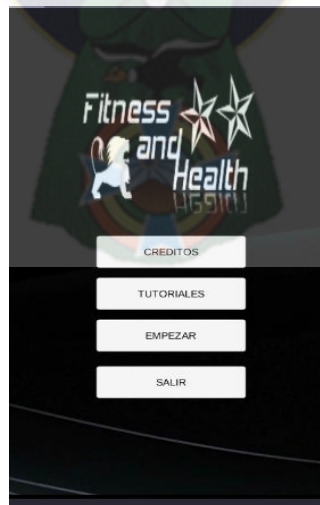 Fitness
and
Health
CREDITOS
TUTORIALES
EMPEZAR
SALIR